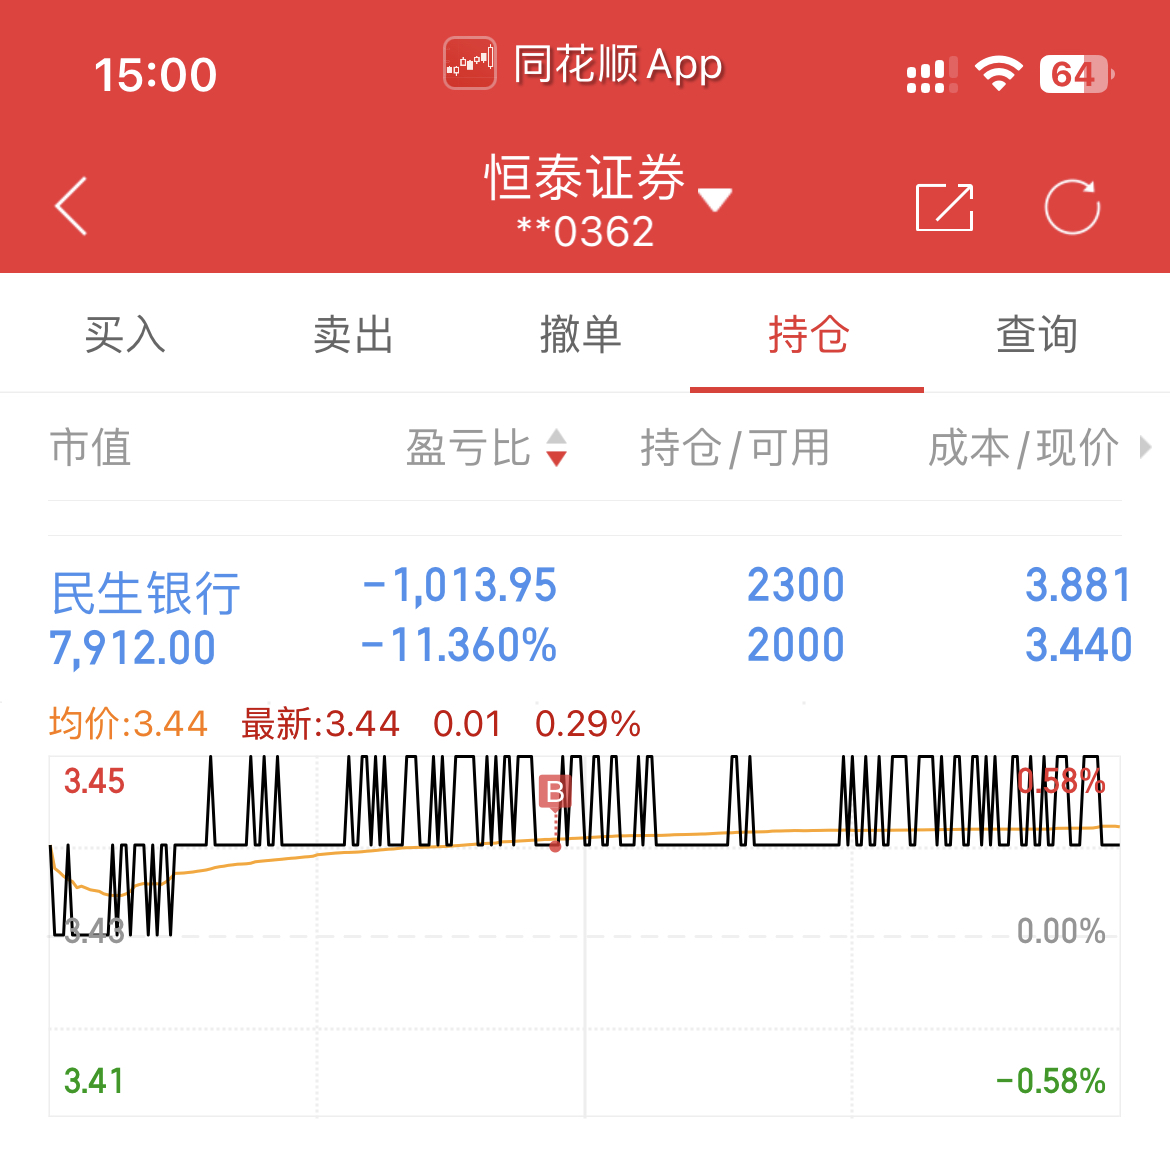 15:00 同花顺 App 64
恒泰证券
**0362
买入 卖出 撤单 持仓 查询
市值 盈亏比 持仓/可用 成本/现价
民生银行 -1,013.95 2300 3.881
7,912.00 -11.360% 2000 3.440
均价:3.44 最新:3.44 0.01 0.29%
3.45 0.58%
B
3.43 0.00%
3.41 -0.58%